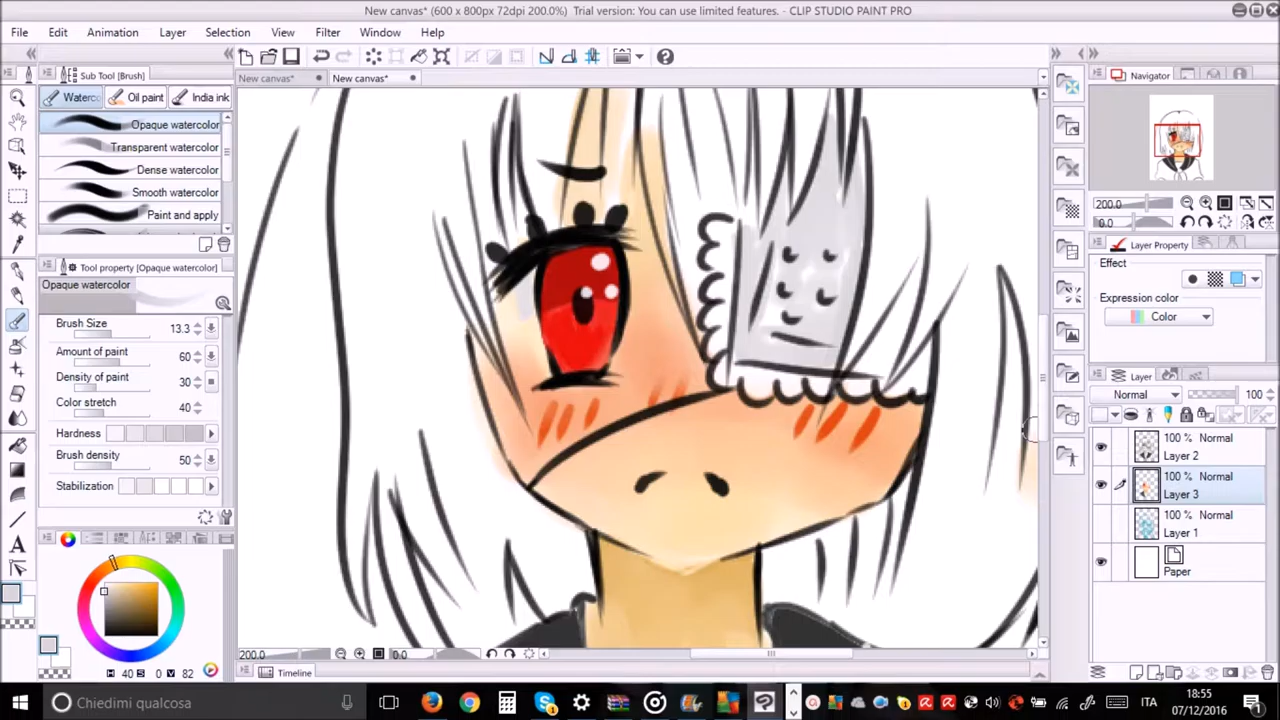 New canvas* (600 x 800px 72dpi 200.0%) Trial version: You can use limited features. - CLIP STUDIO PAINT PRO
File Edit Animation Layer Selection View Filter Window Help
New canvas* New canvas*
Sub Tool [Brush]
Waterc Oil paint India ink
Opaque watercolor
Transparent watercolor
Dense watercolor
Smooth watercolor
Paint and apply
Tool property [Opaque watercolor]
Opaque watercolor
Brush Size 13.3
Amount of paint 60
Density of paint 30
Color stretch 40
Hardness
Brush density 50
Stabilization
H 40 S 0 V 82
200.0 0.0
Timeline
Navigator
200.0
0.0
Layer Property
Effect
Expression color
Color
Layer
Normal 100
100 % Normal
Layer 2
100 % Normal
Layer 3
100 % Normal
Layer 1
Paper
Chiedimi qualcosa
ITA
18:55
07/12/2016